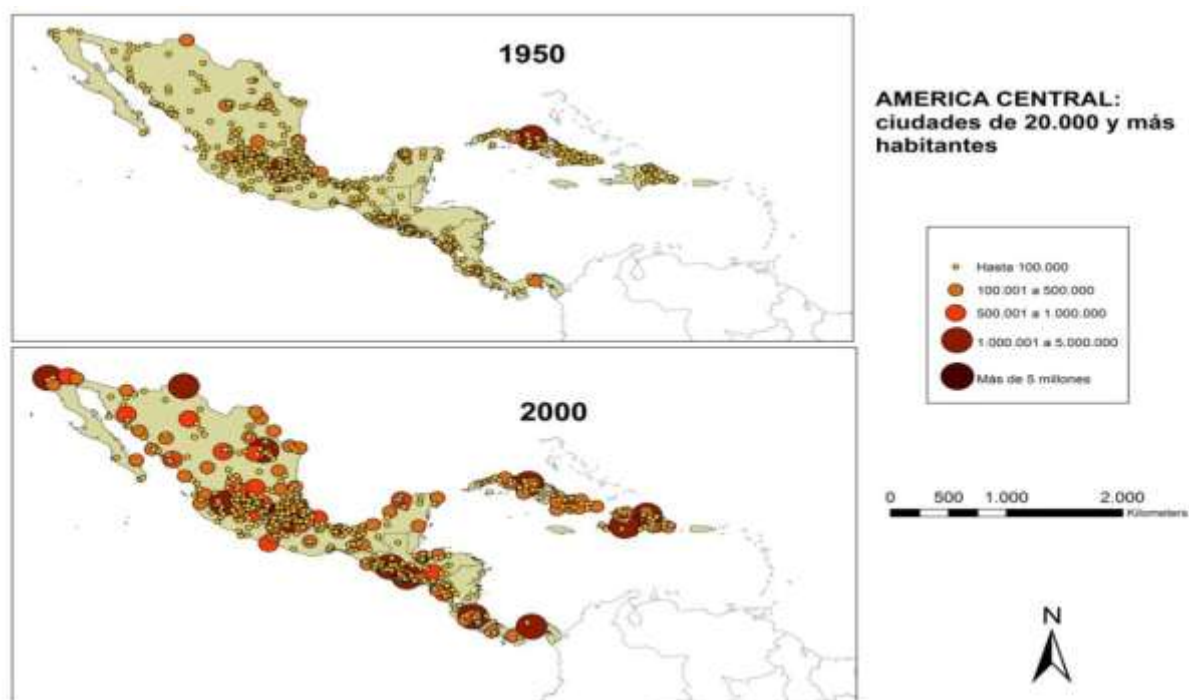 1950
AMERICA CENTRAL:
ciudades de 20.000 y más
habitantes
Hasta 100.000
100.001 a 500.000
500.001 a 1.000.000
1.000.001 a 5.000.000
Más de 5 millones
2000
0 500 1.000 2.000
Kilometers
N